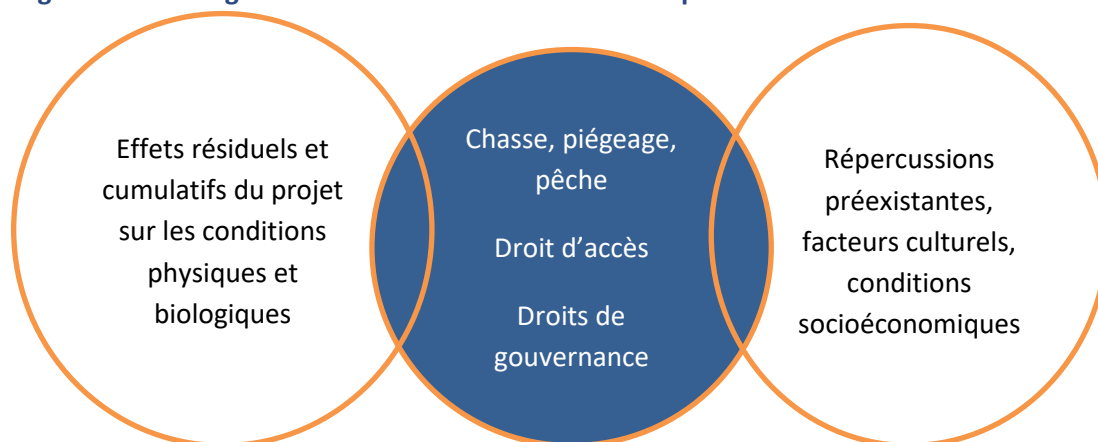 Effets résiduels et
cumulatifs du projet
sur les conditions
physiques et
biologiques
Chasse, piégeage,
pêche
Droit d’accès
Droits de
gouvernance
Répercussions
préexistantes,
facteurs culturels,
conditions
socioéconomiques